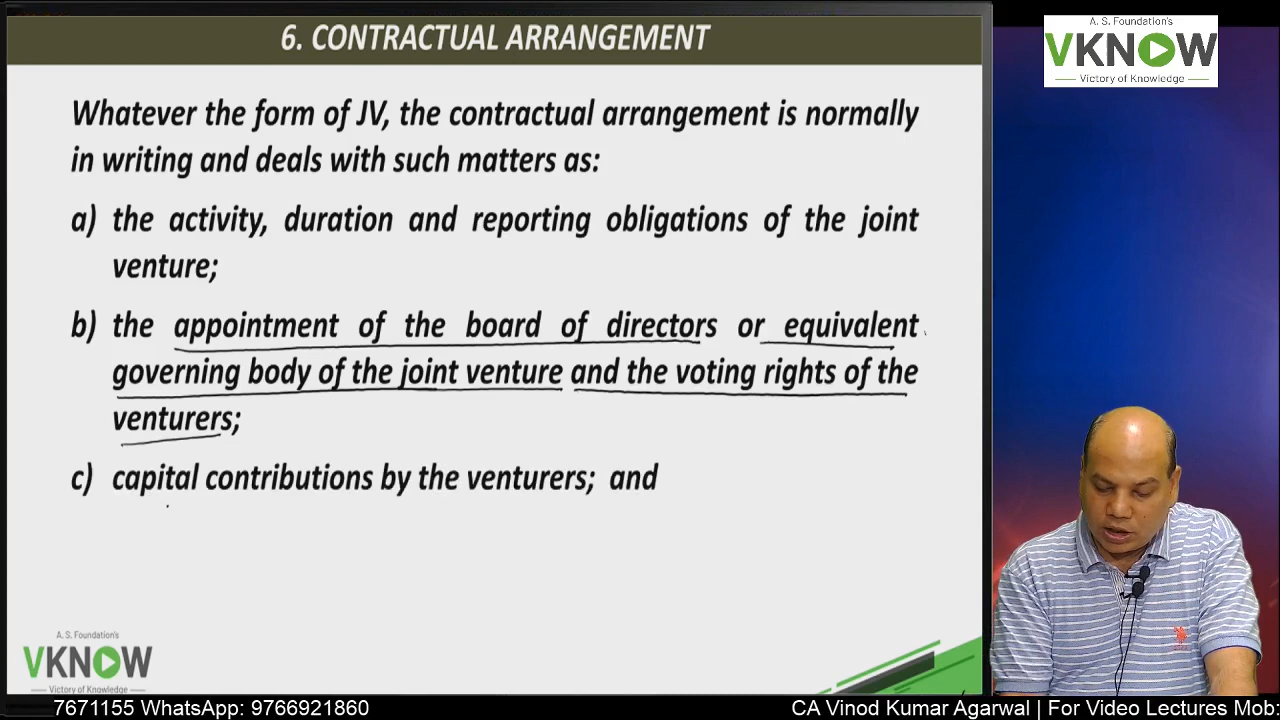 6. CONTRACTUAL ARRANGEMENT
A. S. Foundation's
VKNOW
Victory of Knowledge
Whatever the form of JV, the contractual arrangement is normally
in writing and deals with such matters as:
a) the activity, duration and reporting obligations of the joint
venture;
b) the appointment of the board of directors or equivalent
governing body of the joint venture and the voting rights of the
venturers;
c) capital contributions by the venturers; and
A. S. Foundation's
VKNOW
Victory of Knowledge
7671155 WhatsApp: 9766921860
CA Vinod Kumar Agarwal | For Video Lectures Mob: